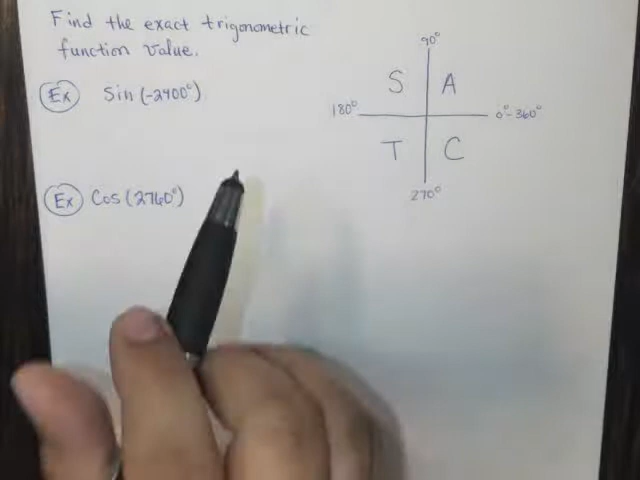 Find the exact trigonometric
function value.
Ex Sin (-2400°)
Ex Cos (2760°)
90°
S A
180° 0°-360°
T C
270°